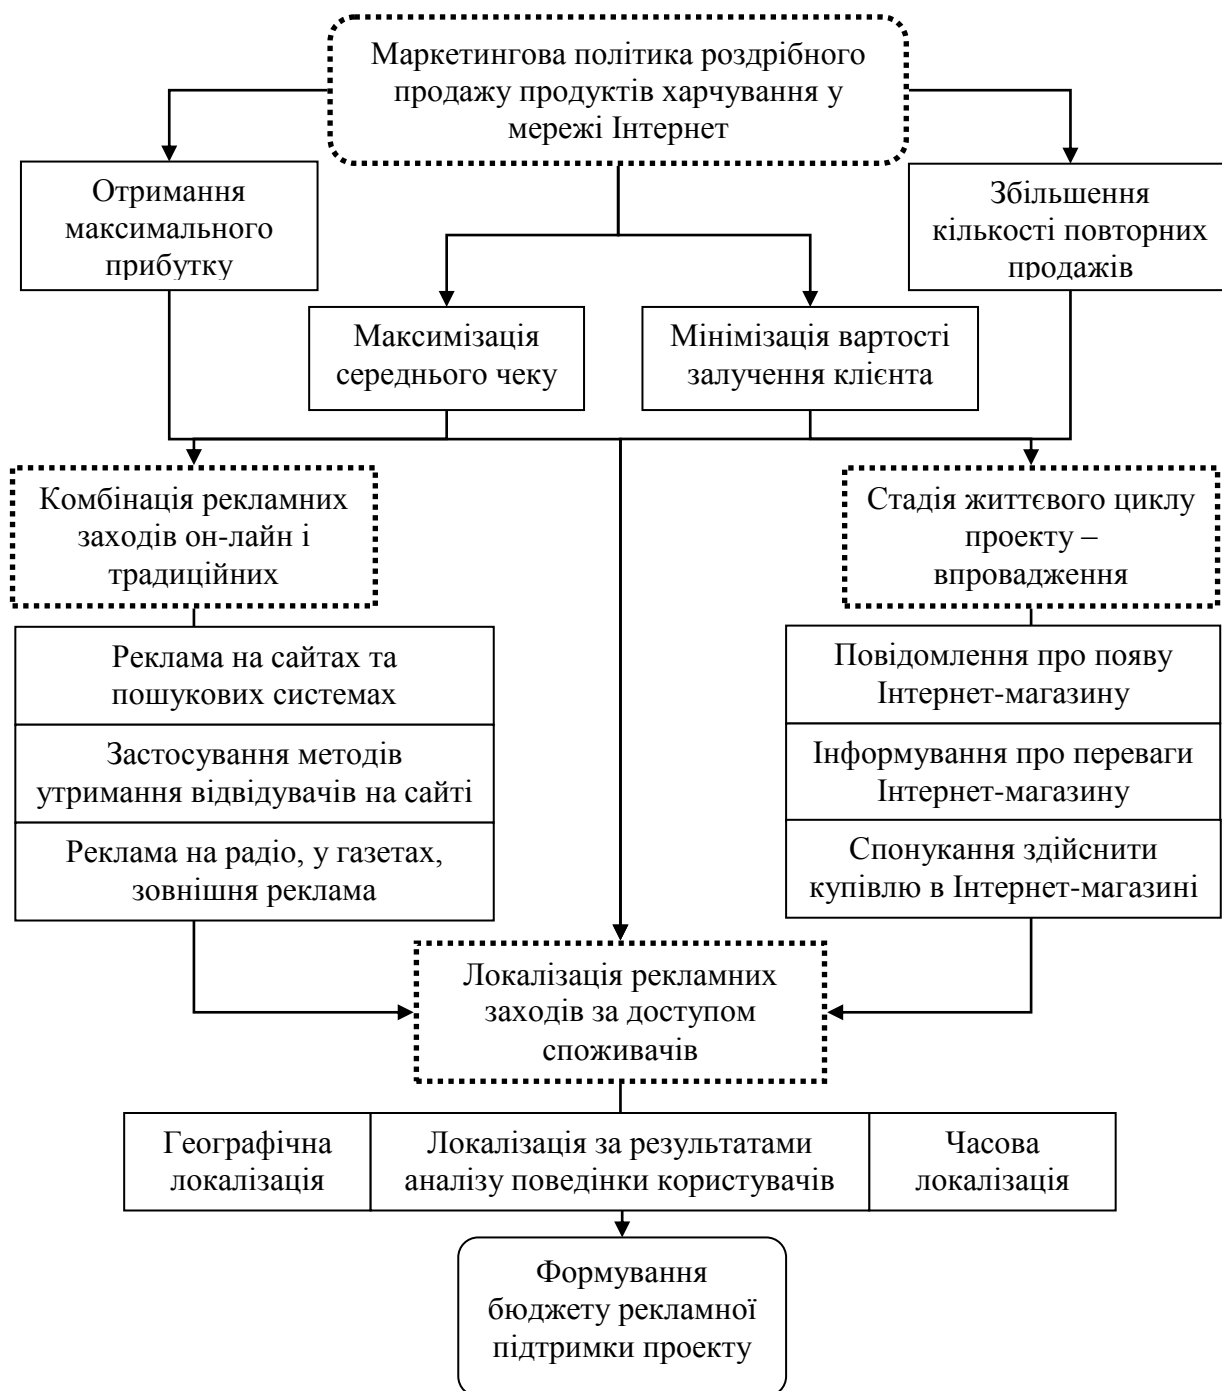 Маркетингова політика роздрібного
продажу продуктів харчування у
мережі Інтернет
Отримання
максимального
прибутку
Збільшення
кількості повторних
продажів
Максимізація
середнього чеку
Мінімізація вартості
залучення клієнта
Комбінація рекламних
заходів он-лайн і
традиційних
Стадія життєвого циклу
проекту –
впровадження
Реклама на сайтах та
пошукових системах
Застосування методів
утримання відвідувачів на сайті
Реклама на радіо, у газетах,
зовнішня реклама
Повідомлення про появу
Інтернет-магазину
Інформування про переваги
Інтернет-магазину
Спонукання здійснити
купівлю в Інтернет-магазині
Локалізація рекламних
заходів за доступом
споживачів
Географічна
локалізація
Локалізація за результатами
аналізу поведінки користувачів
Часова
локалізація
Формування
бюджету рекламної
підтримки проекту